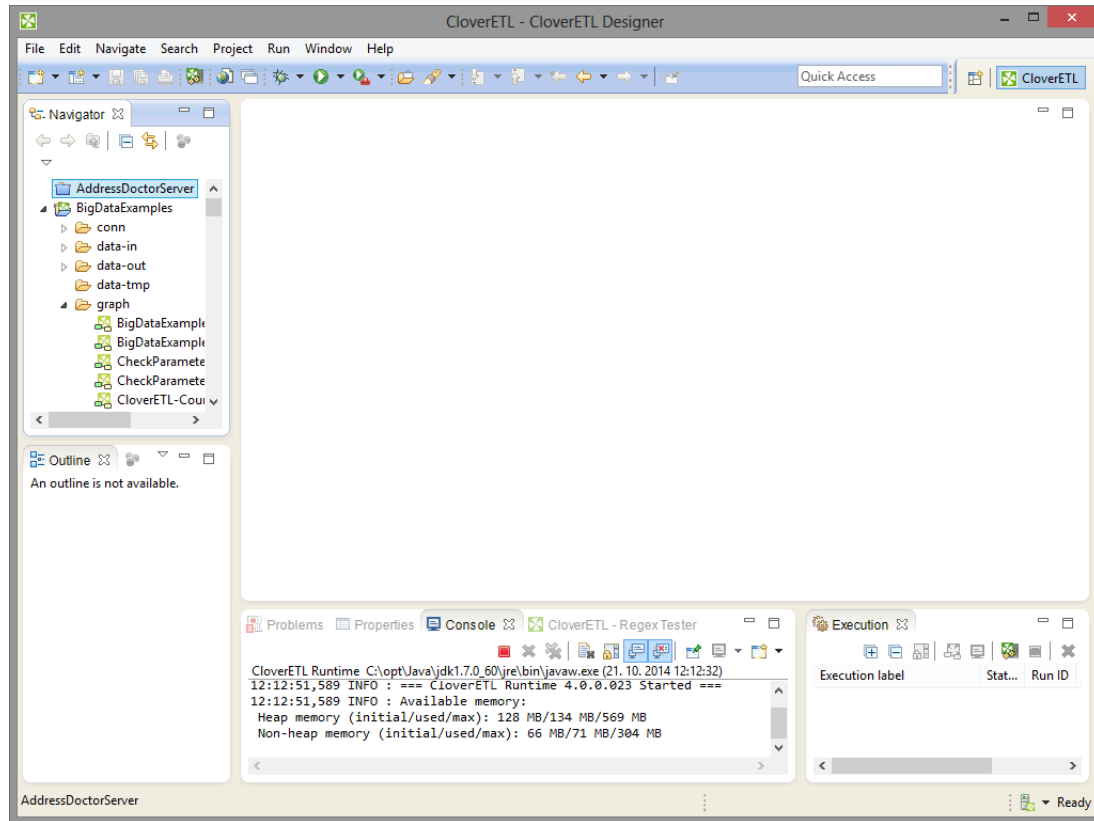 CloverETL - CloverETL Designer
File Edit Navigate Search Project Run Window Help
Quick Access
CloverETL
Navigator
AddressDoctorServer
BigDataExamples
conn
data-in
data-out
data-tmp
graph
BigDataExample
BigDataExample
CheckParamete
CheckParamete
CloverETL-Cour
Outline
An outline is not available.
Problems Properties Console CloverETL - Regex Tester
CloverETL Runtime C:\opt\Java\jdk1.7.0_60\jre\bin\javaw.exe (21. 10. 2014 12:12:32)
12:12:51,589 INFO : === CloverETL Runtime 4.0.0.023 Started ===
12:12:51,589 INFO : Available memory:
Heap memory (initial/used/max): 128 MB/134 MB/569 MB
Non-heap memory (initial/used/max): 66 MB/71 MB/304 MB
Execution
Execution label Stat... Run ID
AddressDoctorServer
Ready